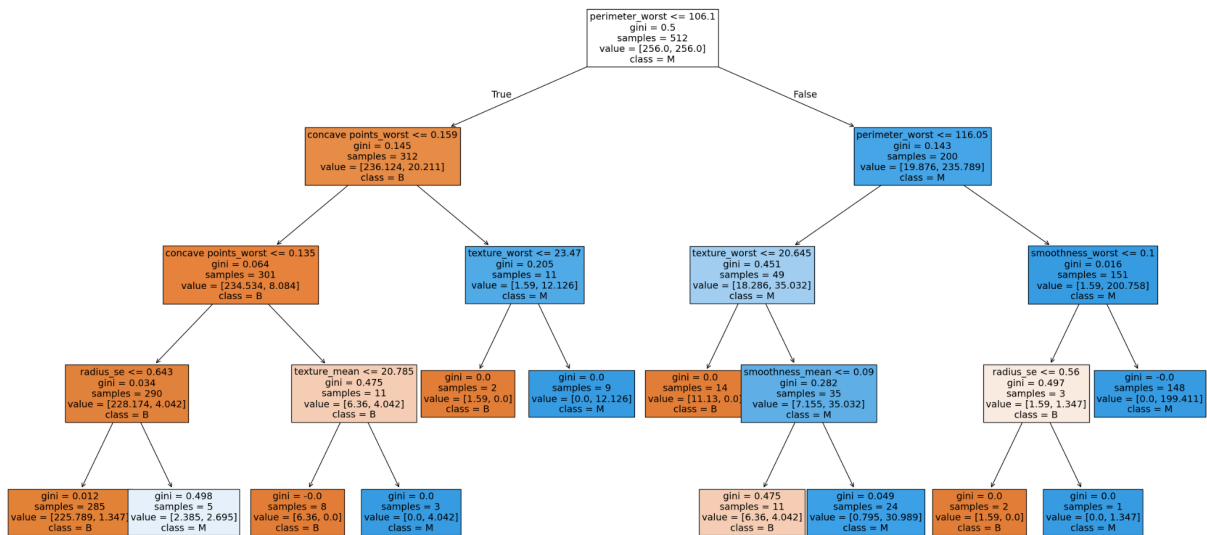 perimeter_worst <= 106.1
gini = 0.5
samples = 512
value = [256.0, 256.0]
class = M
True
False
concave points_worst <= 0.159
gini = 0.145
samples = 312
value = [236.124, 20.211]
class = B
perimeter_worst <= 116.05
gini = 0.143
samples = 200
value = [19.876, 235.789]
class = M
concave points_worst <= 0.135
gini = 0.064
samples = 301
value = [234.534, 8.084]
class = B
texture_worst <= 23.47
gini = 0.205
samples = 11
value = [1.59, 12.126]
class = M
texture_worst <= 20.645
gini = 0.451
samples = 49
value = [18.286, 35.032]
class = M
smoothness_worst <= 0.1
gini = 0.016
samples = 151
value = [1.59, 200.758]
class = M
radius_se <= 0.643
gini = 0.034
samples = 290
value = [228.174, 4.042]
class = B
texture_mean <= 20.785
gini = 0.475
samples = 11
value = [6.36, 4.042]
class = B
gini = 0.0
samples = 2
value = [1.59, 0.0]
class = B
gini = 0.0
samples = 9
value = [0.0, 12.126]
class = M
gini = 0.0
samples = 14
value = [11.13, 0.0]
class = B
smoothness_mean <= 0.09
gini = 0.282
samples = 35
value = [7.155, 35.032]
class = M
radius_se <= 0.56
gini = 0.497
samples = 3
value = [1.59, 1.347]
class = B
gini = -0.0
samples = 148
value = [0.0, 199.411]
class = M
gini = 0.012
samples = 285
value = [225.789, 1.347]
class = B
gini = 0.498
samples = 5
value = [2.385, 2.695]
class = M
gini = -0.0
samples = 8
value = [6.36, 0.0]
class = B
gini = 0.0
samples = 3
value = [0.0, 4.042]
class = M
gini = 0.475
samples = 11
value = [6.36, 4.042]
class = B
gini = 0.049
samples = 24
value = [0.795, 30.989]
class = M
gini = 0.0
samples = 2
value = [1.59, 0.0]
class = B
gini = 0.0
samples = 1
value = [0.0, 1.347]
class = M